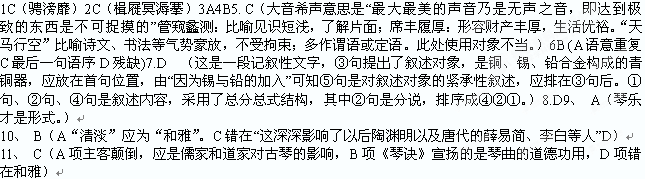 1C（骋滂靡）2C（楫屐冥溽蓦）3A4B5．C（大音希声意思是“最大最美的声音乃是无声之音，即达到极
致的东西是不可捉摸的”管窥蠡测：比喻见识短浅，了解片面；席丰履厚：形容财产丰厚，生活优裕。“天
马行空”比喻诗文、书法等气势豪放，不受拘束；多作谓语或定语。此处使用对象不当。）6B(A语意重复
C最后一句语序 D残缺)7.D （这是一段记叙性文字，③句提出了叙述对象，是铜、锡、铅合金构成的青
铜器，应放在首句位置，由“因为锡与铅的加入”可知⑤句是对叙述对象的紧承性叙述，应排在③句后。①
句、②句、④句是叙述内容，采用了总分总式结构，其中②句是分说，排序成④②①。）8.D9、 A（琴乐
才是形式。）
10、 B（A“清淡”应为“和雅”。C错在“这深深影响了以后陶渊明以及唐代的薛易简、李白等人”D）
11、 C（A项主客颠倒，应是儒家和道家对古琴的影响，B项《琴诀》宣扬的是琴曲的道德功用，D项错
在和雅）